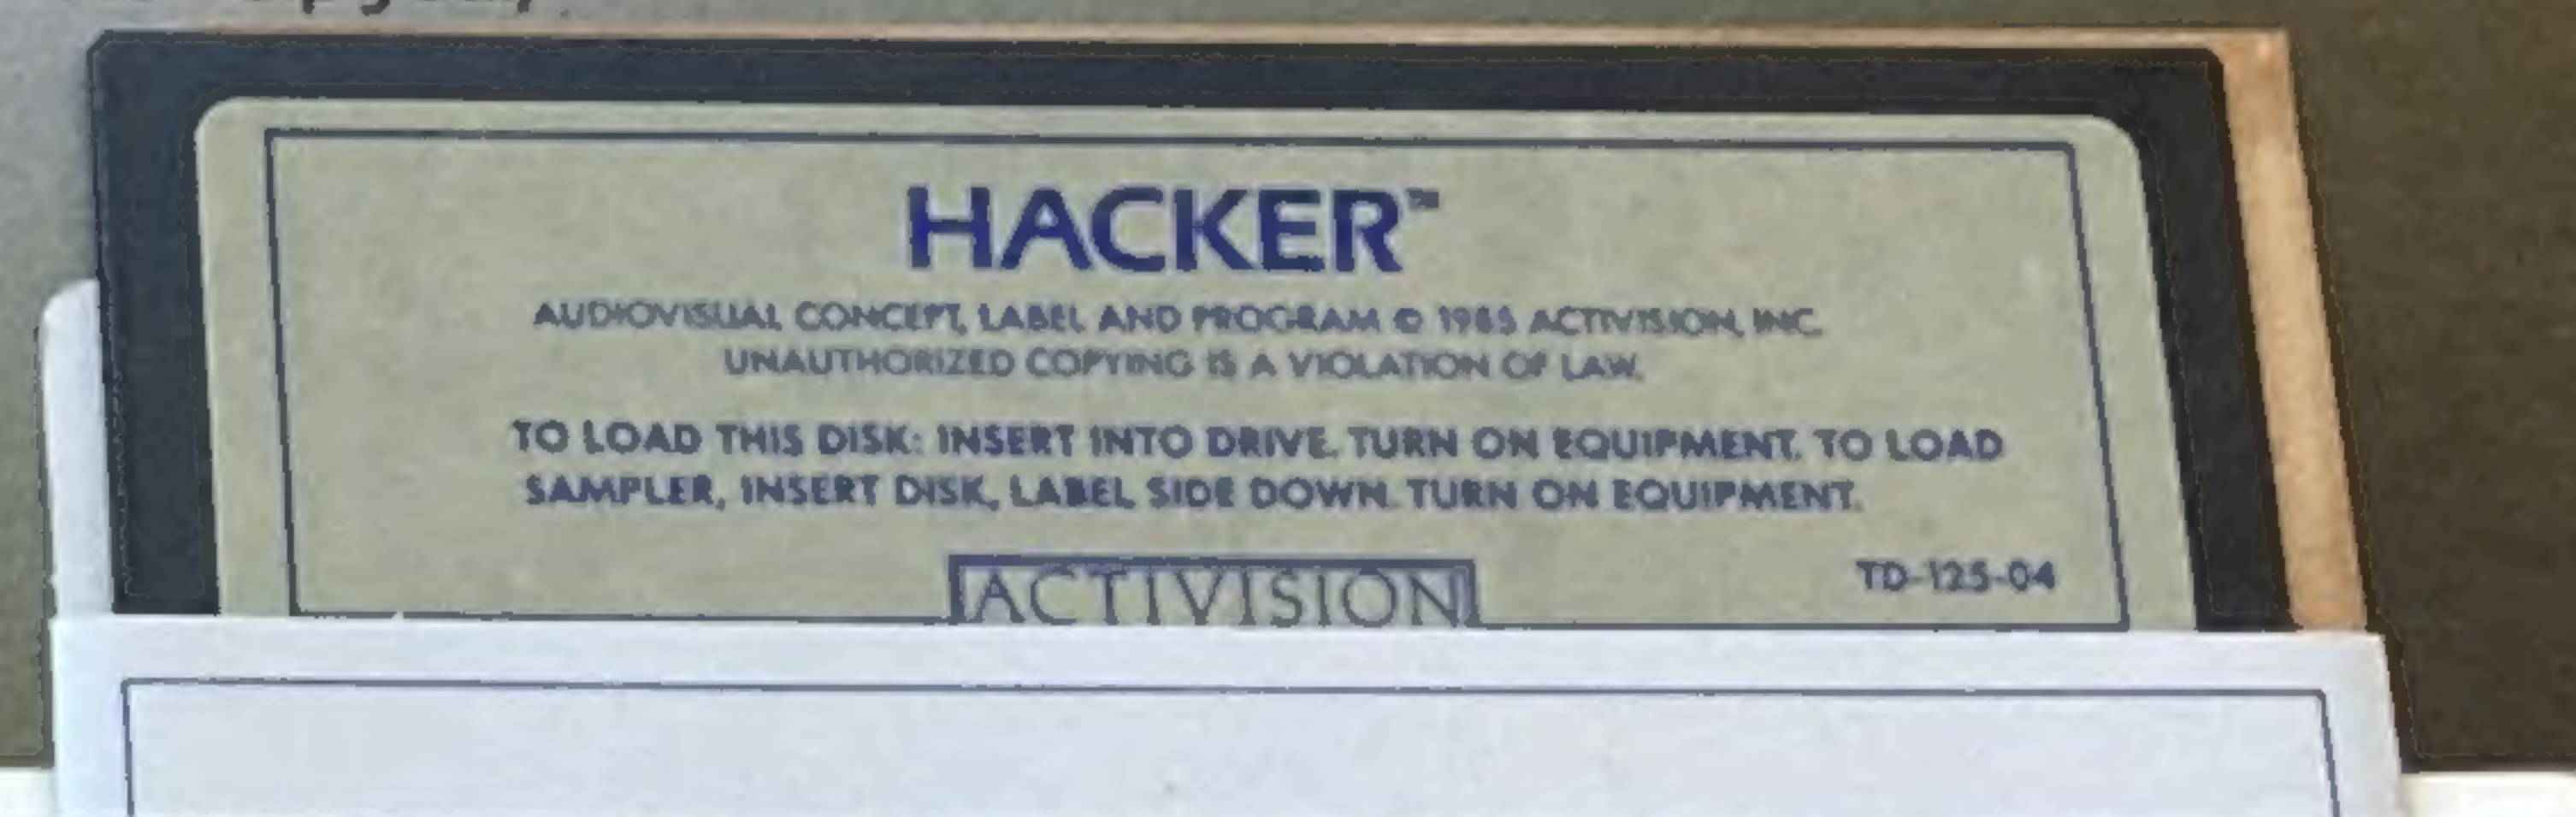 HACKER™
AUDIOVISUAL CONCEPT, LABEL AND PROGRAM © 1985 ACTIVISION, INC.
UNAUTHORIZED COPYING IS A VIOLATION OF LAW.
TO LOAD THIS DISK: INSERT INTO DRIVE. TURN ON EQUIPMENT. TO LOAD
SAMPLER, INSERT DISK, LABEL SIDE DOWN. TURN ON EQUIPMENT.
ACTIVISION
TD-125-04